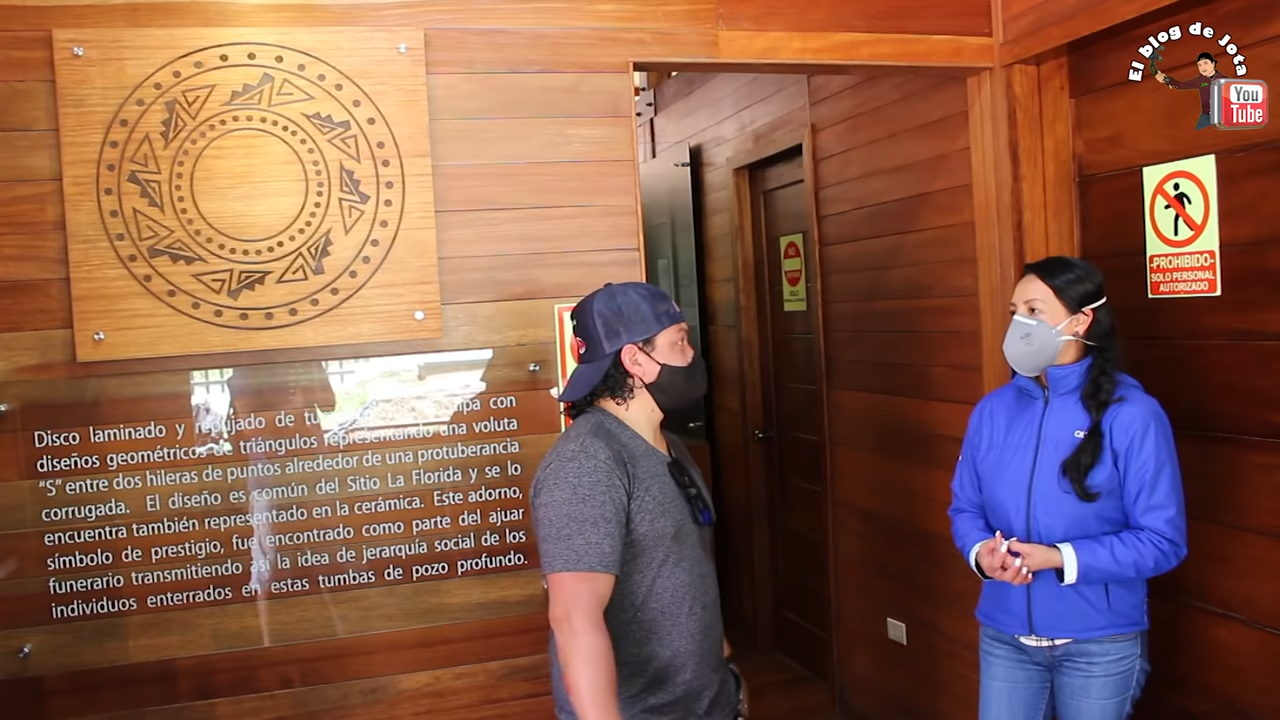 El blog de Jota
You
Tube
-PROHIBIDO-
SOLO PERSONAL
AUTORIZADO
NO
SOLO
Disco laminado y repujado de con
diseños geométricos de triángulos representando una voluta
“S” entre dos hileras de puntos alrededor de una protuberancia
corrugada. El diseño es común del Sitio La Florida y se lo
encuentra también representado en la cerámica. Este adorno,
símbolo de prestigio, fue encontrado como parte del ajuar
funerario transmitiendo así la idea de jerarquía social de los
individuos enterrados en estas tumbas de pozo profundo.